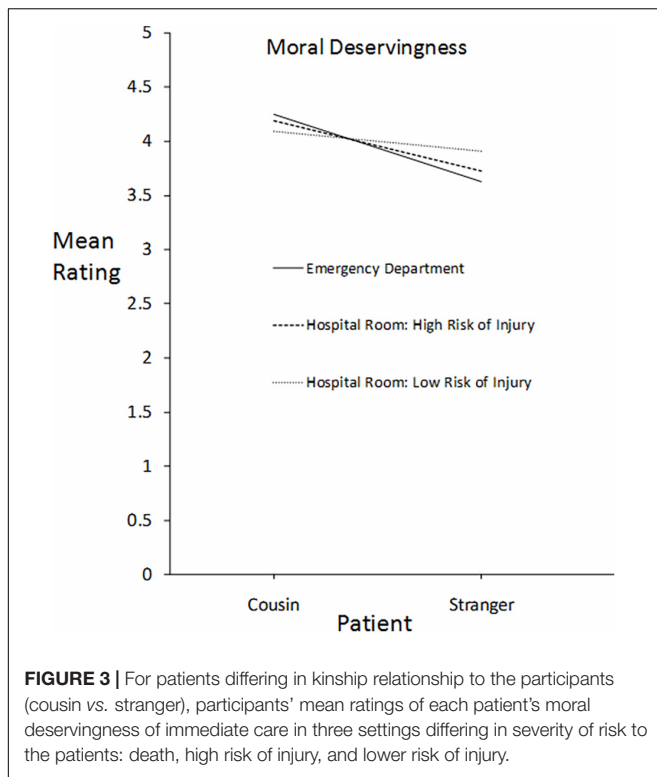 Moral Deservingness
5
4.5
4
3.5
3
2.5
2
1.5
1
0.5
0
Mean
Rating
Emergency Department
Hospital Room: High Risk of Injury
Hospital Room: Low Risk of Injury
Cousin
Stranger
Patient
FIGURE 3 | For patients differing in kinship relationship to the participants
(cousin vs. stranger), participants' mean ratings of each patient's moral
deservingness of immediate care in three settings differing in severity of risk to
the patients: death, high risk of injury, and lower risk of injury.